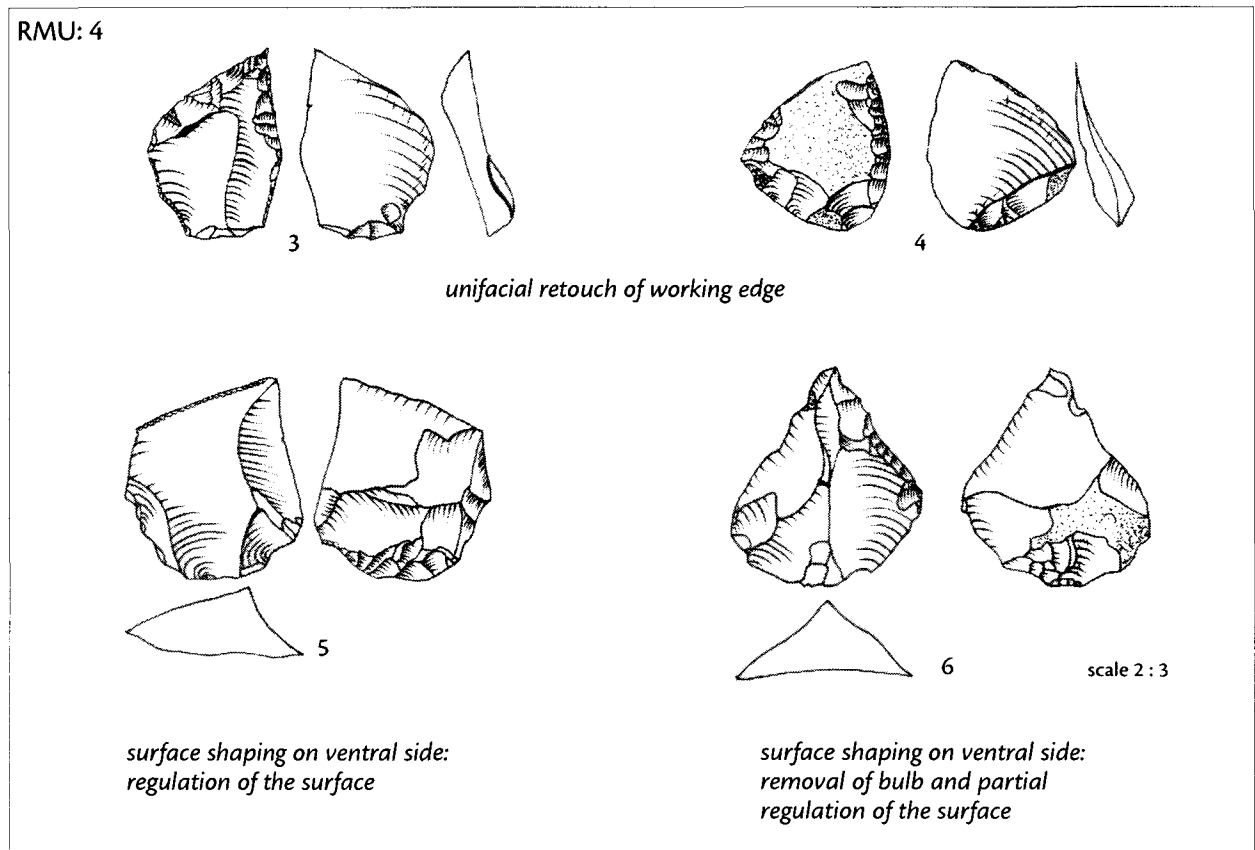 RMU: 4
3
4
unifacial retouch of working edge
5
6
scale 2 : 3
surface shaping on ventral side:
regulation of the surface
surface shaping on ventral side:
removal of bulb and partial
regulation of the surface